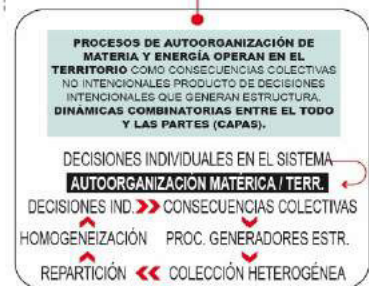 PROCESOS DE AUTOORGANIZACIÓN DE
MATERIA Y ENERGÍA OPERAN EN EL
TERRITORIO COMO CONSECUENCIAS COLECTIVAS
NO INTENCIONALES PRODUCTO DE DECISIONES
INTENCIONALES QUE GENERAN ESTRUCTURA.
DINÁMICAS COMBINATORIAS ENTRE EL TODO
Y LAS PARTES (CAPAS).
DECISIONES INDIVIDUALES EN EL SISTEMA
AUTOORGANIZACIÓN MATÉRICA / TERR.
DECISIONES IND. >> CONSECUENCIAS COLECTIVAS
HOMOGENEIZACIÓN PROC. GENERADORES ESTR.
REPARTICIÓN << COLECCIÓN HETEROGÉNEA